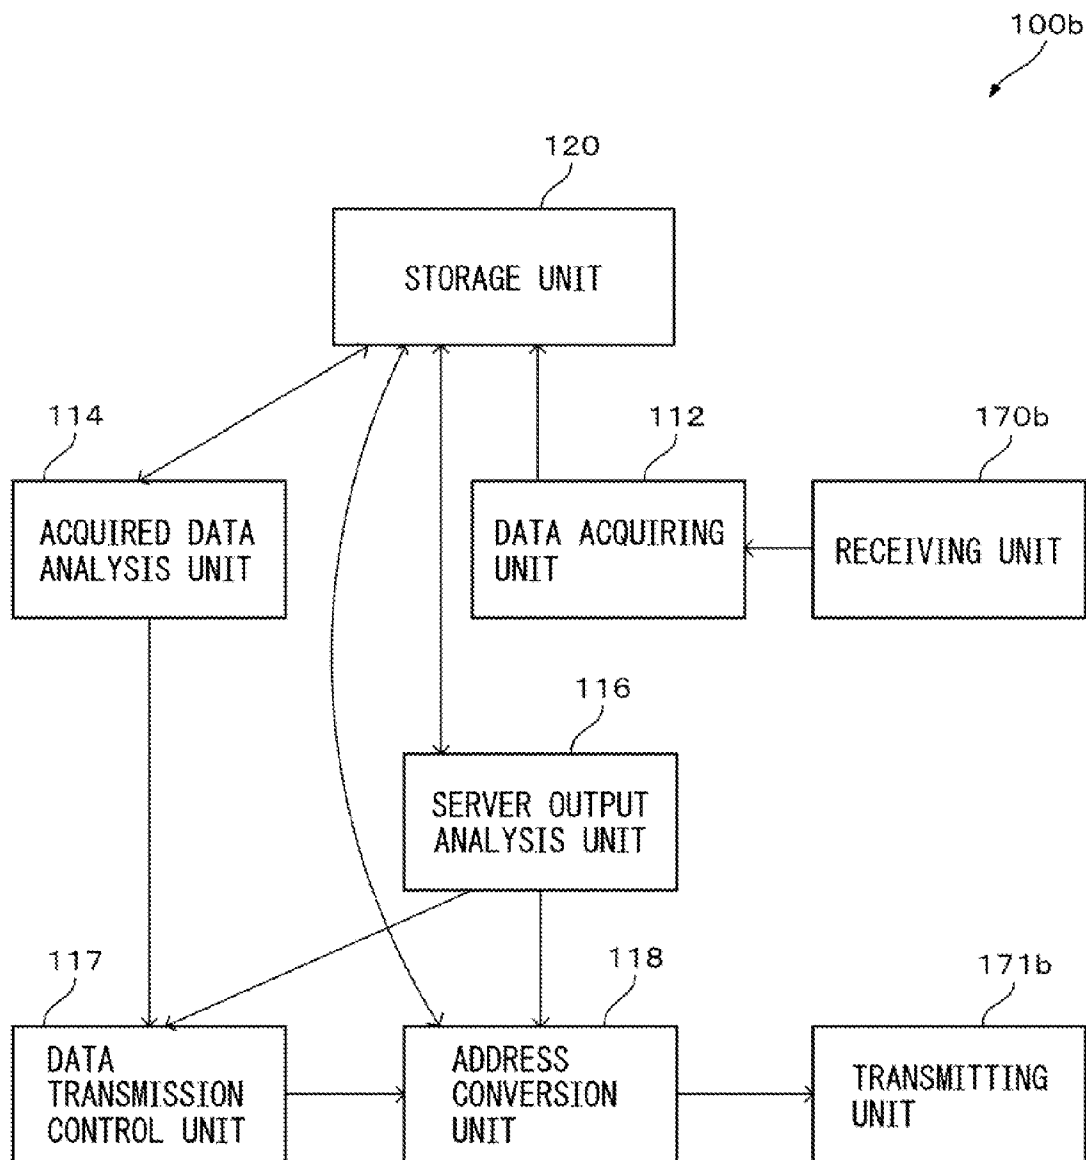 100b
120
STORAGE UNIT
114
112
170b
ACQUIRED DATA
ANALYSIS UNIT
DATA ACQUIRING
UNIT
RECEIVING UNIT
116
SERVER OUTPUT
ANALYSIS UNIT
117
118
171b
DATA
TRANSMISSION
CONTROL UNIT
ADDRESS
CONVERSION
UNIT
TRANSMITTING
UNIT